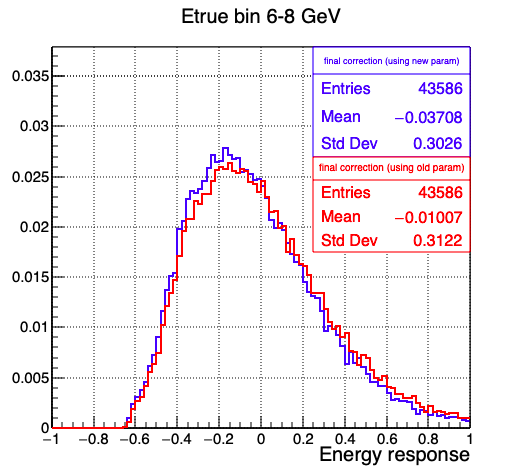 Etrue bin 6-8 GeV
final correction (using new param)
Entries 43586
Mean −0.03708
Std Dev 0.3026
final correction (using old param)
Entries 43586
Mean −0.01007
Std Dev 0.3122
0.035
0.03
0.025
0.02
0.015
0.01
0.005
0
−1 −0.8 −0.6 −0.4 −0.2 0 0.2 0.4 0.6 0.8 1
Energy response